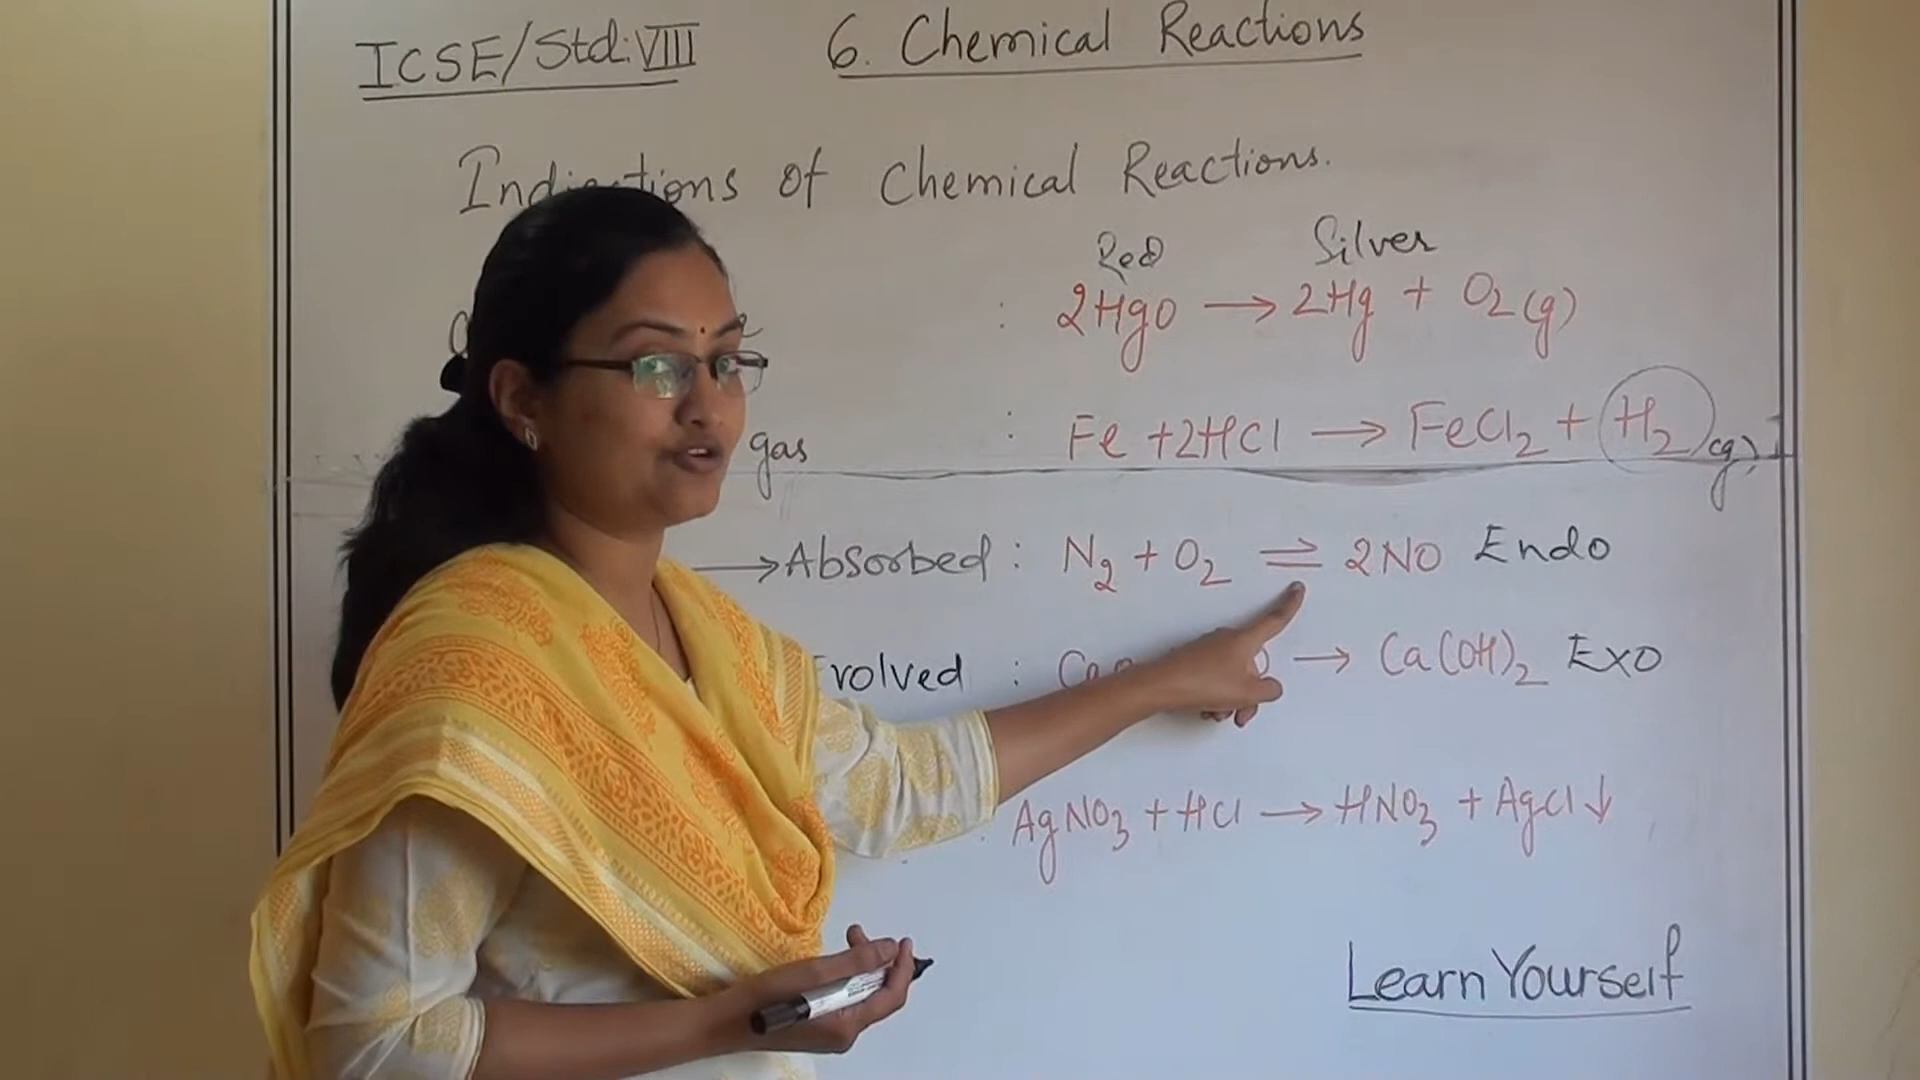 ICSE/Std:VIII 6. Chemical Reactions
Indications of Chemical Reactions.
Red Silver
: 2HgO → 2Hg + O2(g)
gas : Fe + 2HCl → FeCl2 + H2(g)
→ Absorbed : N2 + O2 ⇌ 2NO Endo
Evolved : → Ca(OH)2 Exo
AgNO3 + HCl → HNO3 + AgCl ↓
Learn Yourself